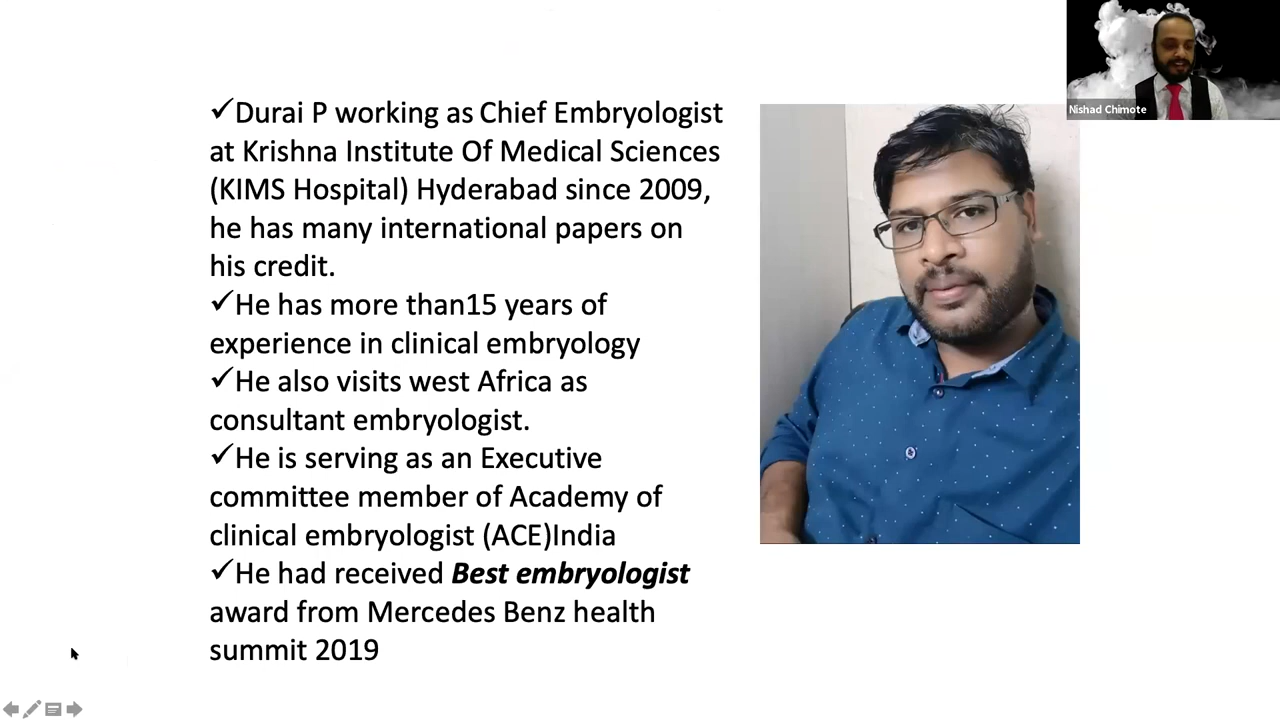 ✓Durai P working as Chief Embryologist
at Krishna Institute Of Medical Sciences
(KIMS Hospital) Hyderabad since 2009,
he has many international papers on
his credit.
✓He has more than15 years of
experience in clinical embryology
✓He also visits west Africa as
consultant embryologist.
✓He is serving as an Executive
committee member of Academy of
clinical embryologist (ACE)India
✓He had received Best embryologist
award from Mercedes Benz health
summit 2019
Nishad Chimote